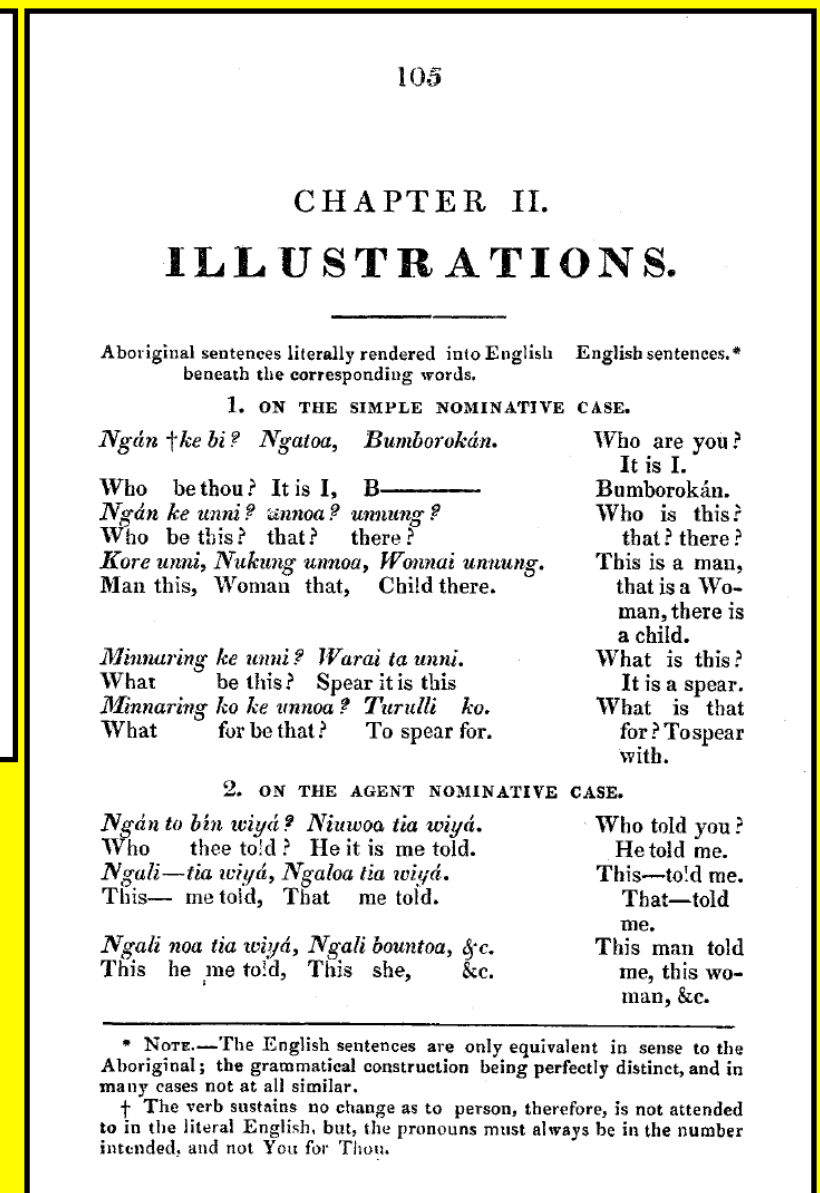 105
CHAPTER II.
ILLUSTRATIONS.
Aboriginal sentences literally rendered into English English sentences.*
beneath the corresponding words.
1. ON THE SIMPLE NOMINATIVE CASE.
Ngán †ke bi? Ngatoa, Bumborokán. Who are you?
It is I.
Who be thou? It is I, B——— Bumborokán.
Ngán ke unni? unnoa? unnung? Who is this?
Who be this? that? there? that? there?
Kore unni, Nukung unnoa, Wonnai unnung. This is a man,
Man this, Woman that, Child there. that is a Wo-
man, there is
a child.
Minnaring ke unni? Warai ta unni. What is this?
What be this? Spear it is this It is a spear.
Minnaring ko ke unnoa? Turulli ko. What is that
What for be that? To spear for. for? To spear
with.
2. ON THE AGENT NOMINATIVE CASE.
Ngán to bín wiyá? Niuwoa tia wiyá. Who told you?
Who thee told? He it is me told. He told me.
Ngali—tia wiyá, Ngaloa tia wiyá. This—told me.
This— me told, That me told. That—told
me.
Ngali noa tia wiyá, Ngali bountoa, &c. This man told
This he me told, This she, &c. me, this wo-
man, &c.
* NOTE.—The English sentences are only equivalent in sense to the
Aboriginal; the grammatical construction being perfectly distinct, and in
many cases not at all similar.
† The verb sustains no change as to person, therefore, is not attended
to in the literal English, but, the pronouns must always be in the number
intended, and not You for Thou.